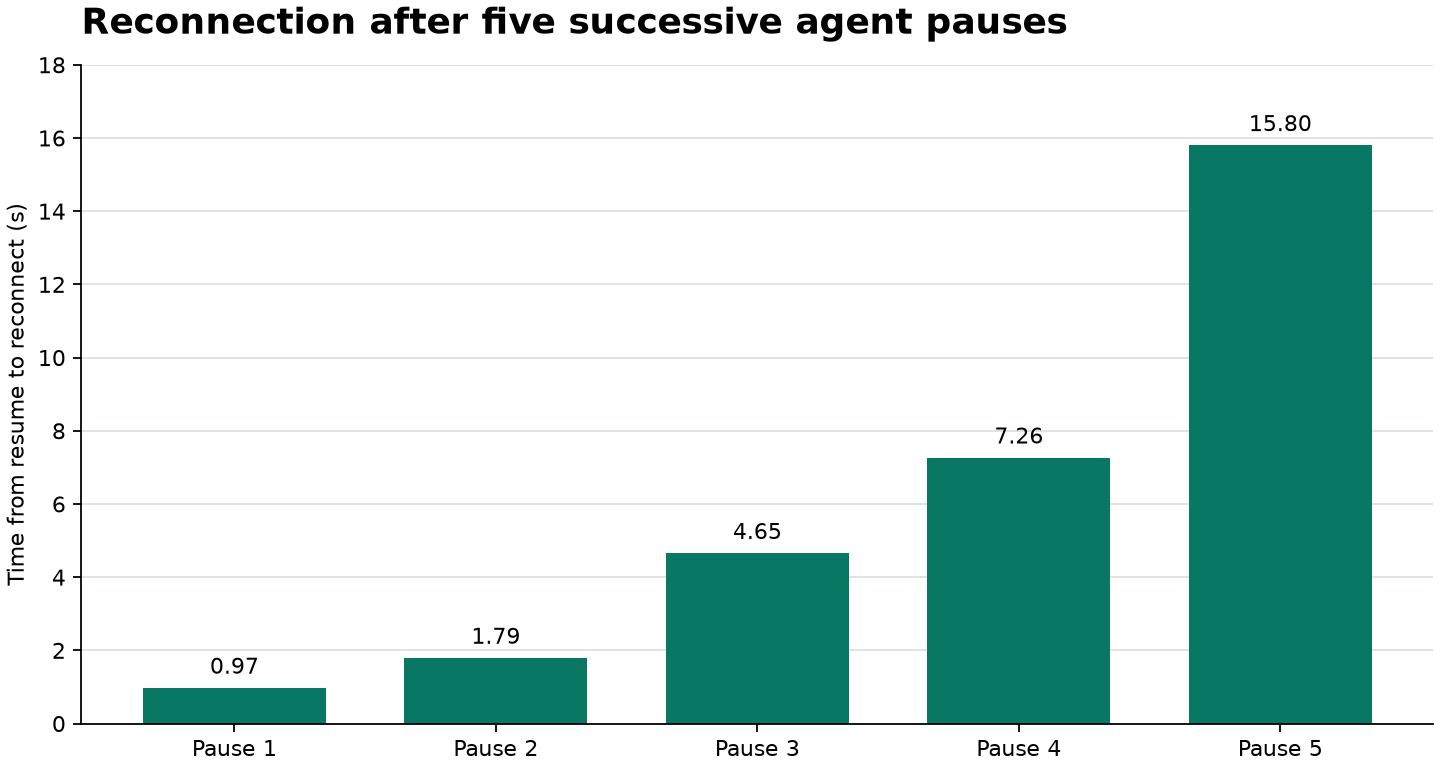 Reconnection after five successive agent pauses
Time from resume to reconnect (s)
18
16
14
12
10
8
6
4
2
0
0.97
1.79
4.65
7.26
15.80
Pause 1
Pause 2
Pause 3
Pause 4
Pause 5